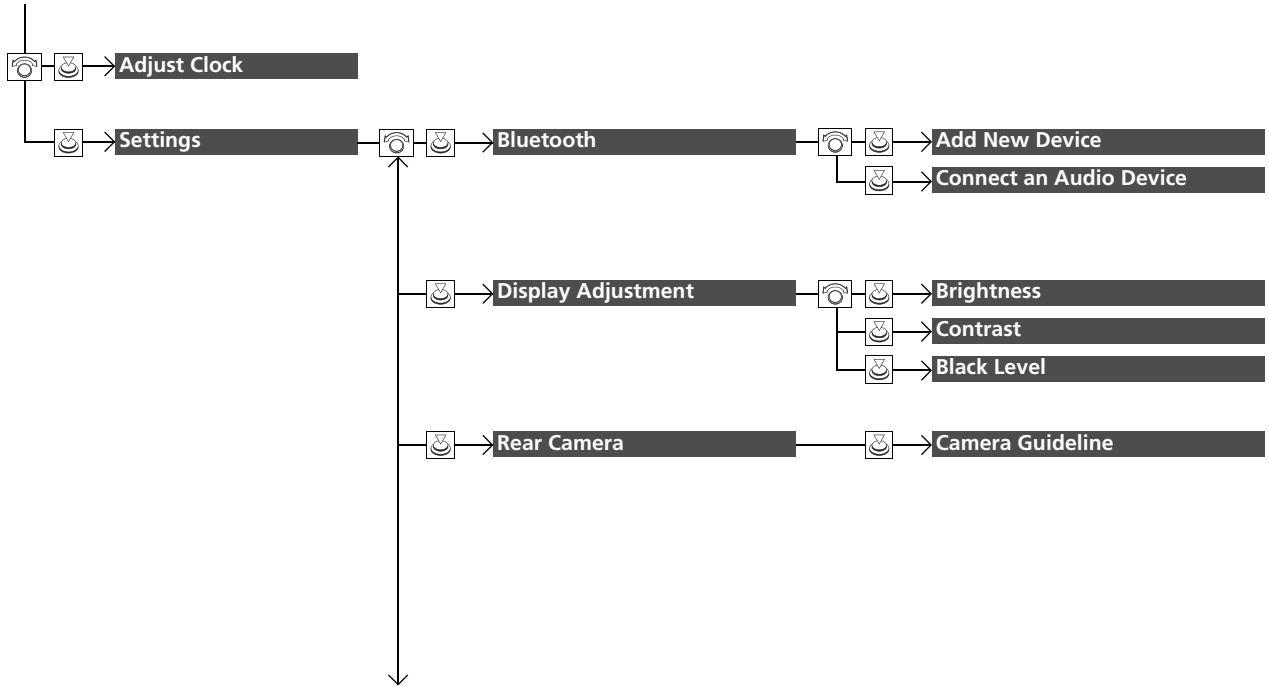 Adjust Clock
Settings
Bluetooth
Add New Device
Connect an Audio Device
Display Adjustment
Brightness
Contrast
Black Level
Rear Camera
Camera Guideline